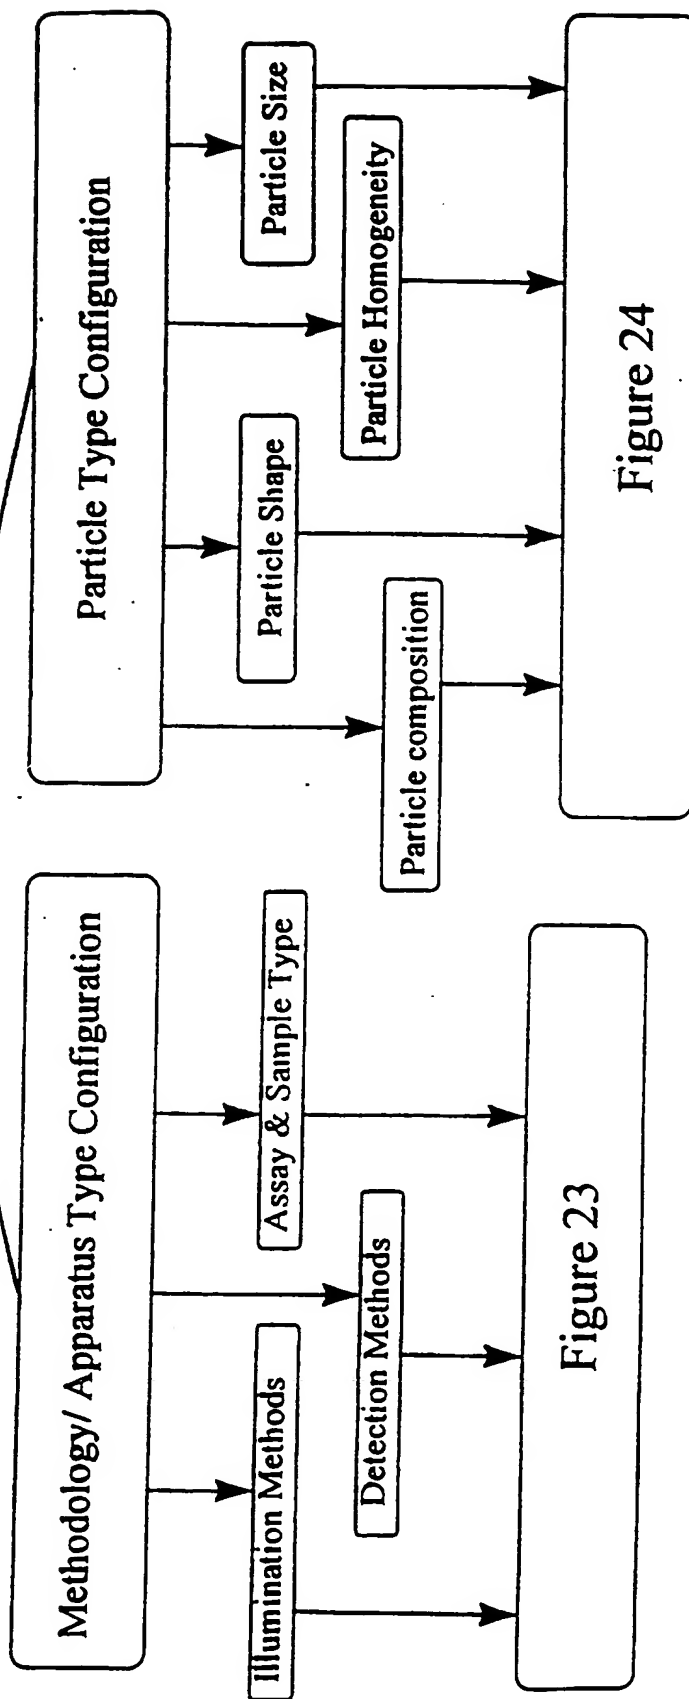 Methodology/ Apparatus Type Configuration
Illumination Methods
Detection Methods
Assay & Sample Type
Figure 23
Particle Type Configuration
Particle composition
Particle Shape
Particle Homogeneity
Particle Size
Figure 24